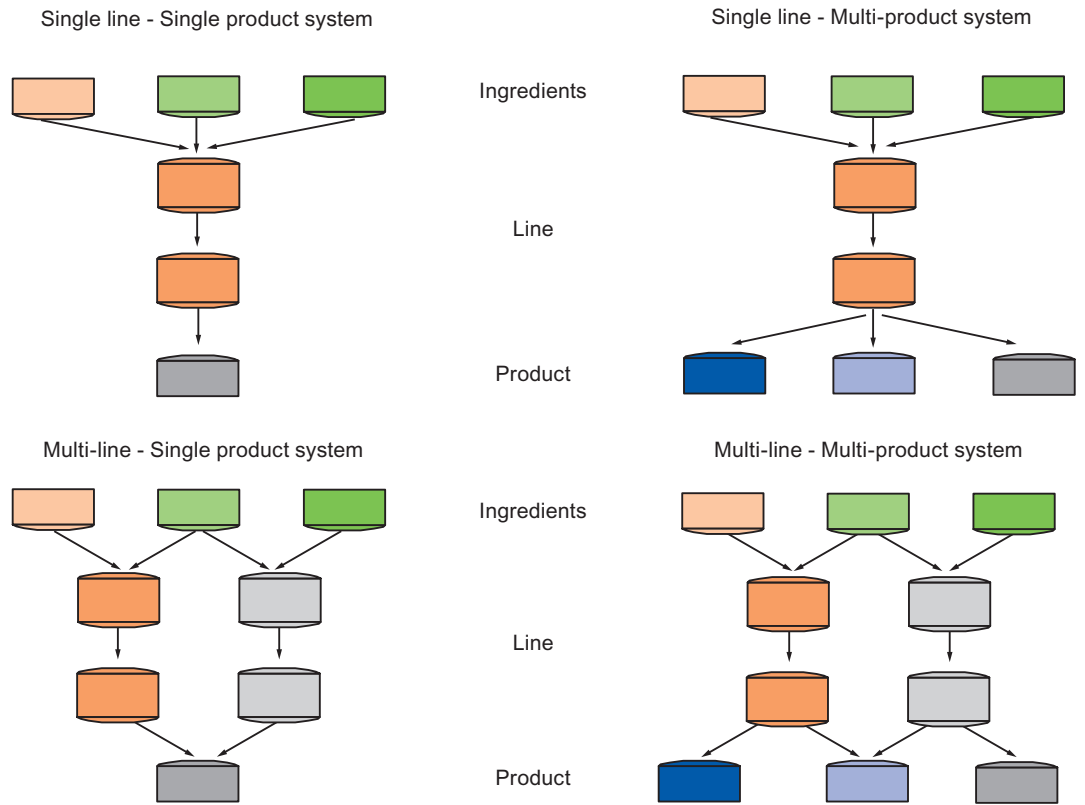 Single line - Single product system
Single line - Multi-product system
Ingredients
Line
Product
Multi-line - Single product system
Multi-line - Multi-product system
Ingredients
Line
Product